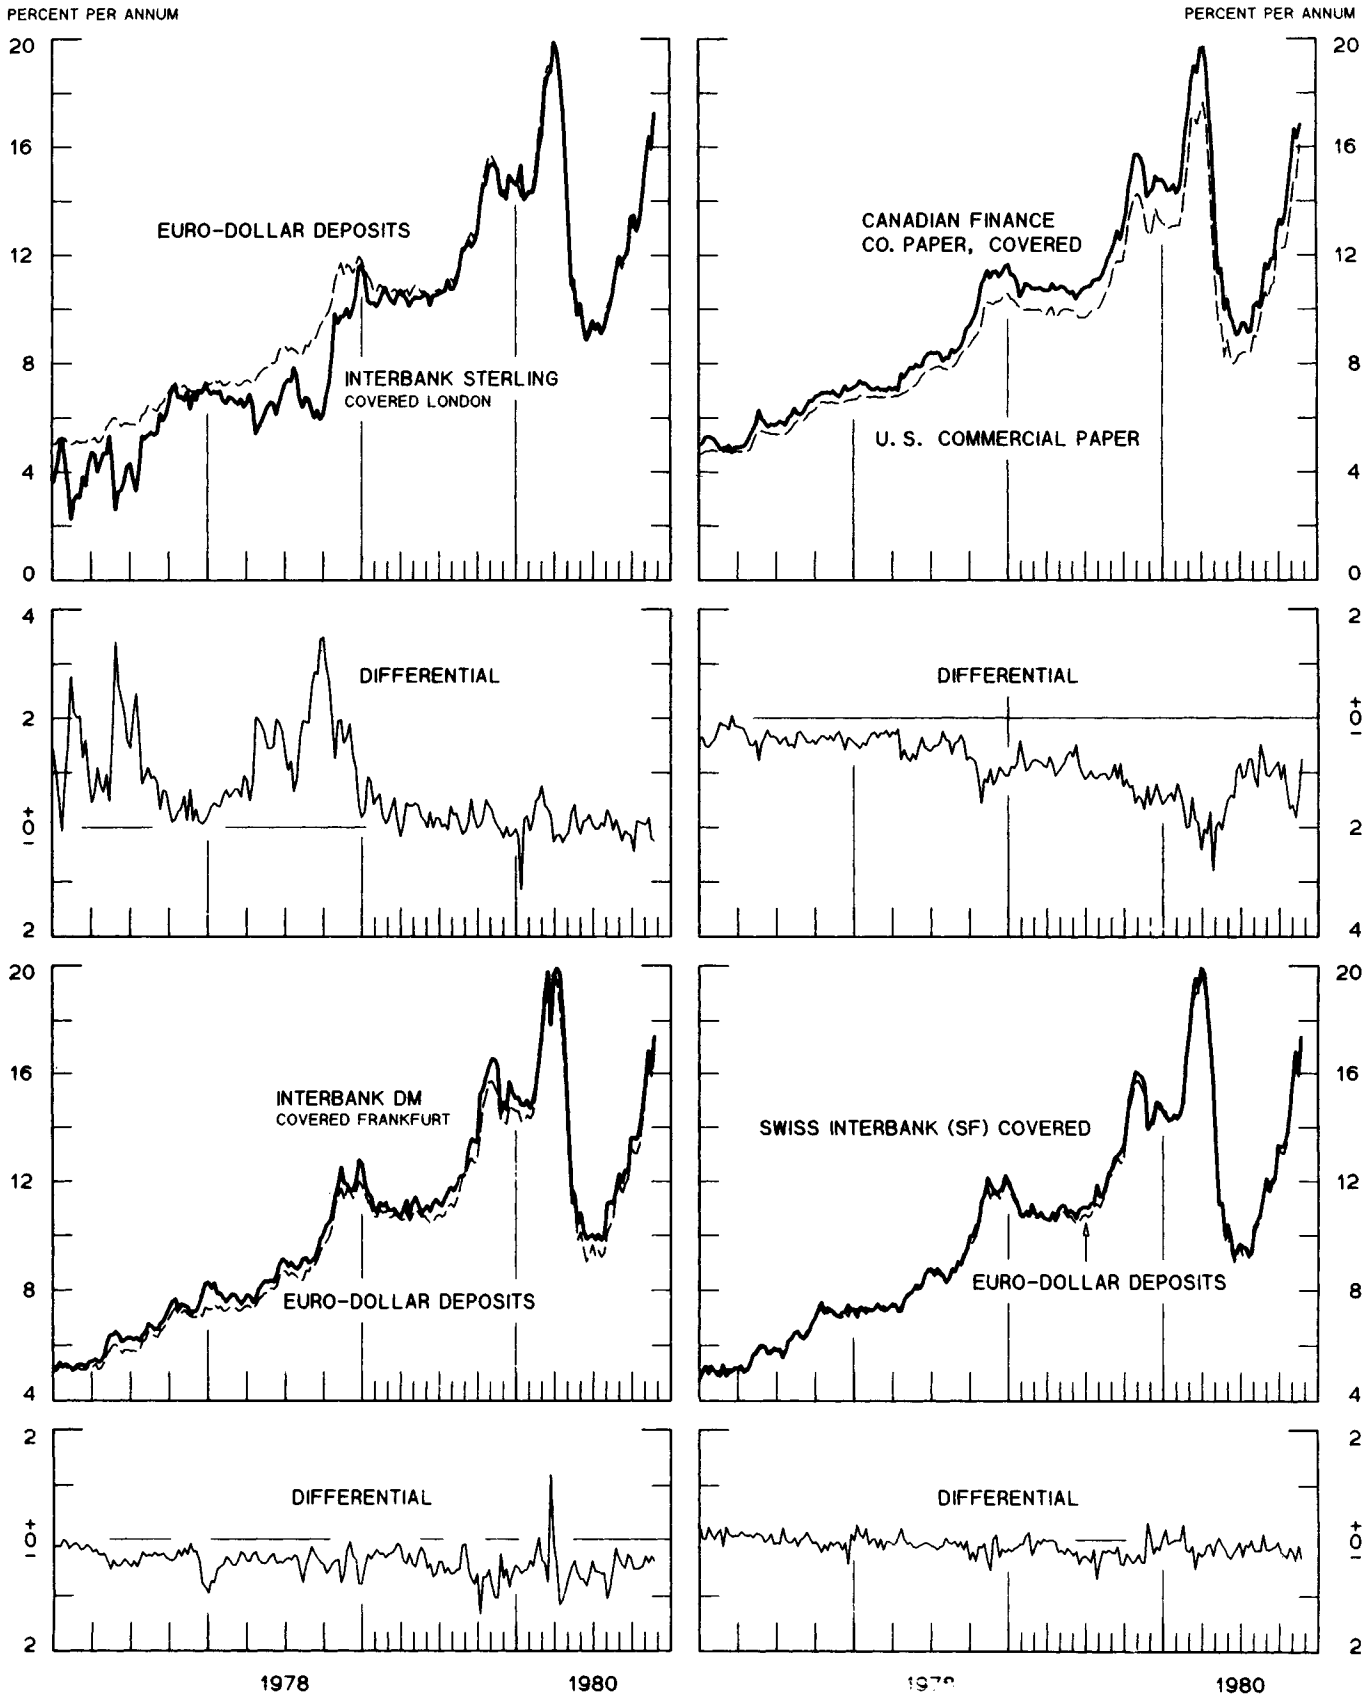 PERCENT PER ANNUM
PERCENT PER ANNUM
20
16
12
8
4
0
EURO-DOLLAR DEPOSITS
INTERBANK STERLING
COVERED LONDON
CANADIAN FINANCE
CO. PAPER, COVERED
U. S. COMMERCIAL PAPER
20
16
12
8
4
0
4
2
+
0
−
2
DIFFERENTIAL
DIFFERENTIAL
2
+
0
−
2
4
20
16
12
8
4
INTERBANK DM
COVERED FRANKFURT
EURO-DOLLAR DEPOSITS
SWISS INTERBANK (SF) COVERED
EURO-DOLLAR DEPOSITS
20
16
12
8
4
2
+
0
−
2
DIFFERENTIAL
DIFFERENTIAL
2
+
0
−
2
1978
1980
1980